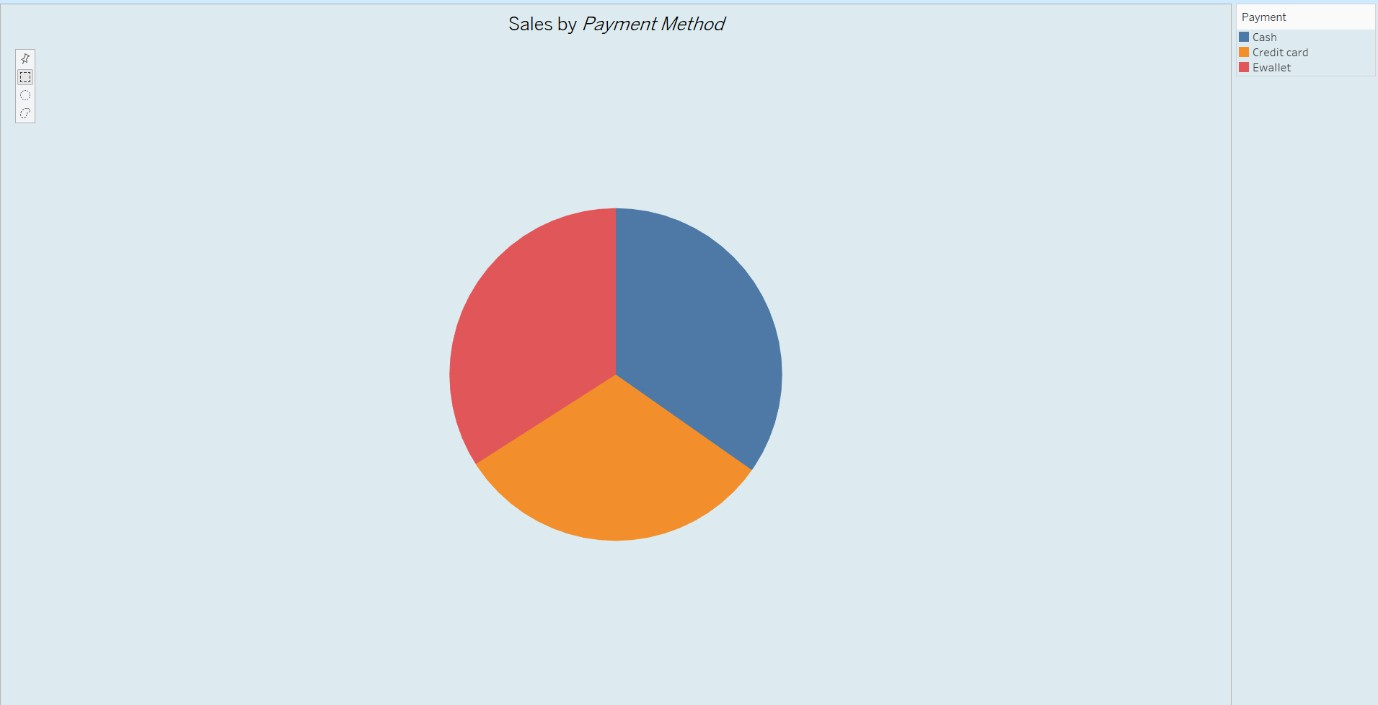 Sales by Payment Method
Payment
Cash
Credit card
Ewallet